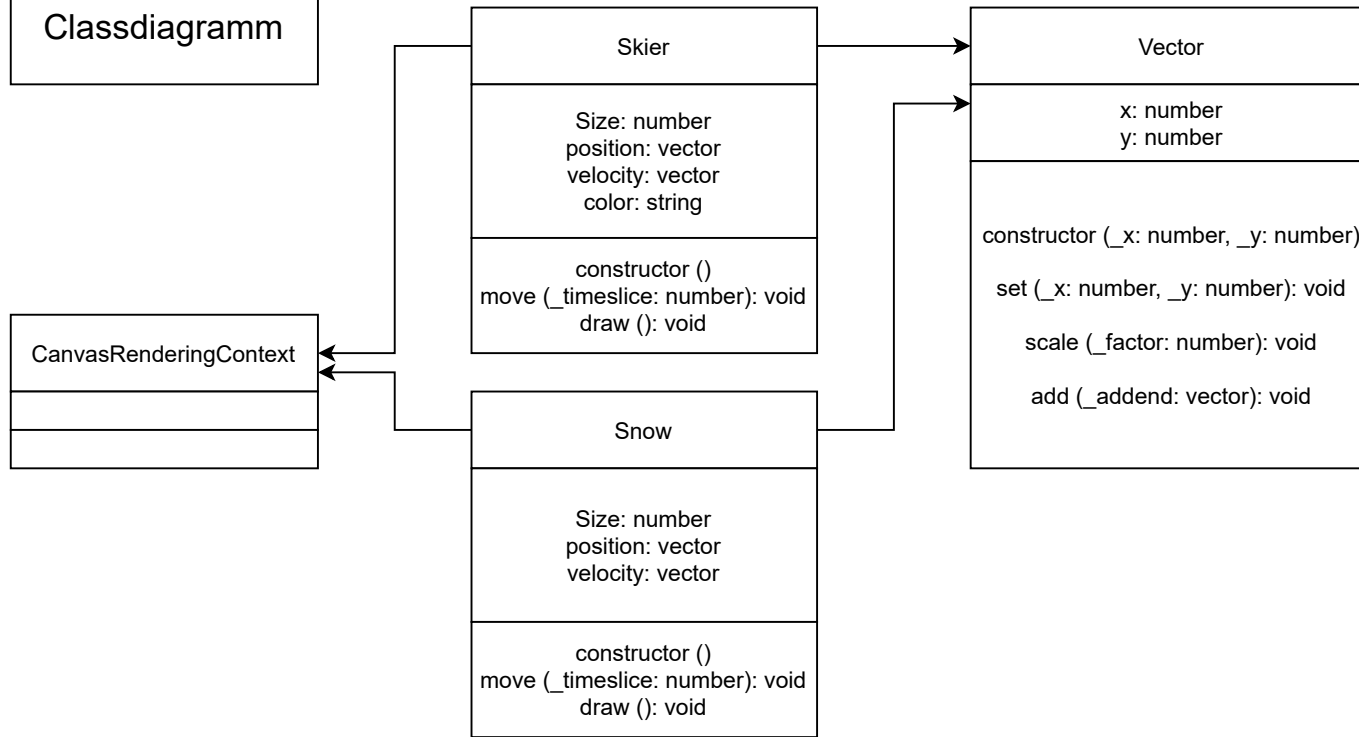 Classdiagramm
Skier
Size: number
position: vector
velocity: vector
color: string
constructor ()
move (_timeslice: number): void
draw (): void
Vector
x: number
y: number
constructor (_x: number, _y: number)
set (_x: number, _y: number): void
scale (_factor: number): void
add (_addend: vector): void
CanvasRenderingContext
Snow
Size: number
position: vector
velocity: vector
constructor ()
move (_timeslice: number): void
draw (): void